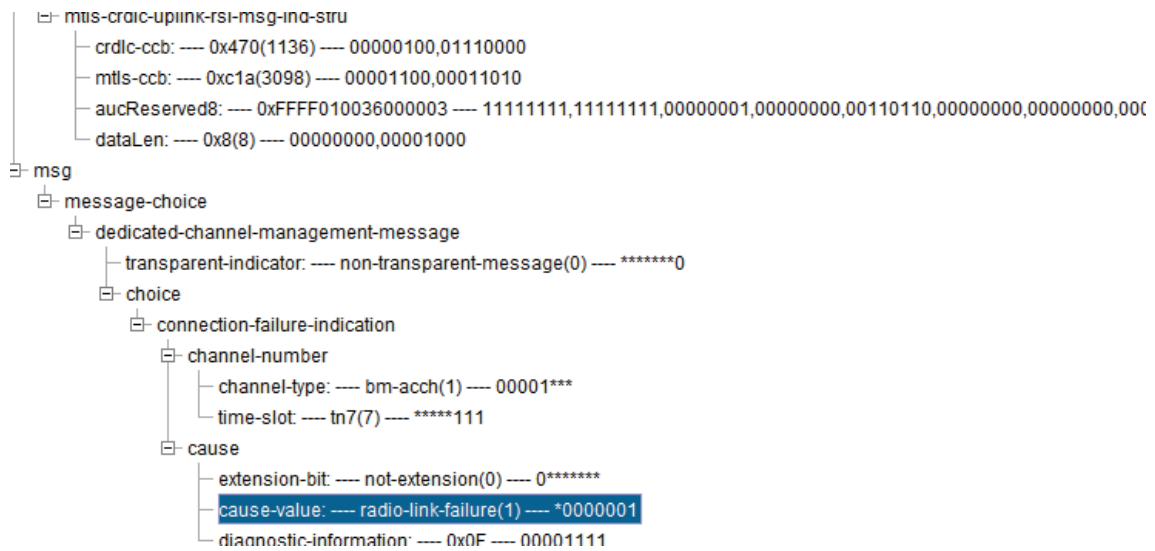 mtls-crdlc-uplink-rsl-msg-ind-stru
crdlc-ccb: ---- 0x470(1136) ---- 00000100,01110000
mtls-ccb: ---- 0xc1a(3098) ---- 00001100,00011010
aucReserved8: ---- 0xFFFF010036000003 ---- 11111111,11111111,00000001,00000000,00110110,00000000,00000000,000
dataLen: ---- 0x8(8) ---- 00000000,00001000
msg
message-choice
dedicated-channel-management-message
transparent-indicator: ---- non-transparent-message(0) ---- *******0
choice
connection-failure-indication
channel-number
channel-type: ---- bm-acch(1) ---- 00001***
time-slot: ---- tn7(7) ---- *****111
cause
extension-bit: ---- not-extension(0) ---- 0*******
cause-value: ---- radio-link-failure(1) ---- *0000001
diagnostic-information: ---- 0x0F ---- 00001111